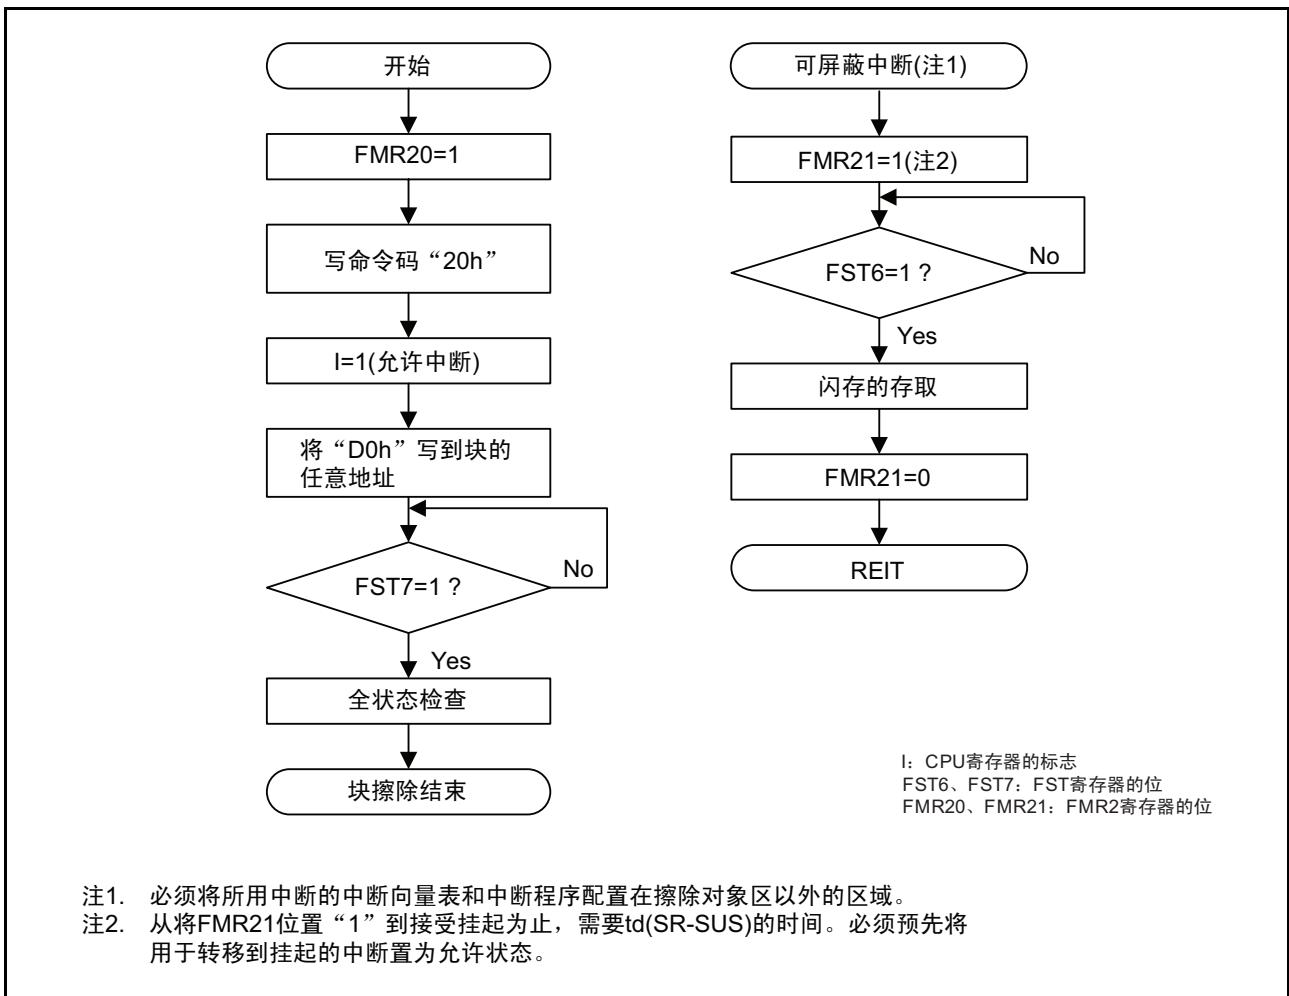 开始
FMR20=1
写命令码“20h”
I=1(允许中断)
将“D0h”写到块的
任意地址
FST7=1 ?
No
Yes
全状态检查
块擦除结束
可屏蔽中断(注1)
FMR21=1(注2)
FST6=1 ?
No
Yes
闪存的存取
FMR21=0
REIT
I：CPU寄存器的标志
FST6、FST7：FST寄存器的位
FMR20、FMR21：FMR2寄存器的位
注1. 必须将所用中断的中断向量表和中断程序配置在擦除对象区以外的区域。
注2. 从将FMR21位置“1”到接受挂起为止，需要td(SR-SUS)的时间。必须预先将
用于转移到挂起的中断置为允许状态。